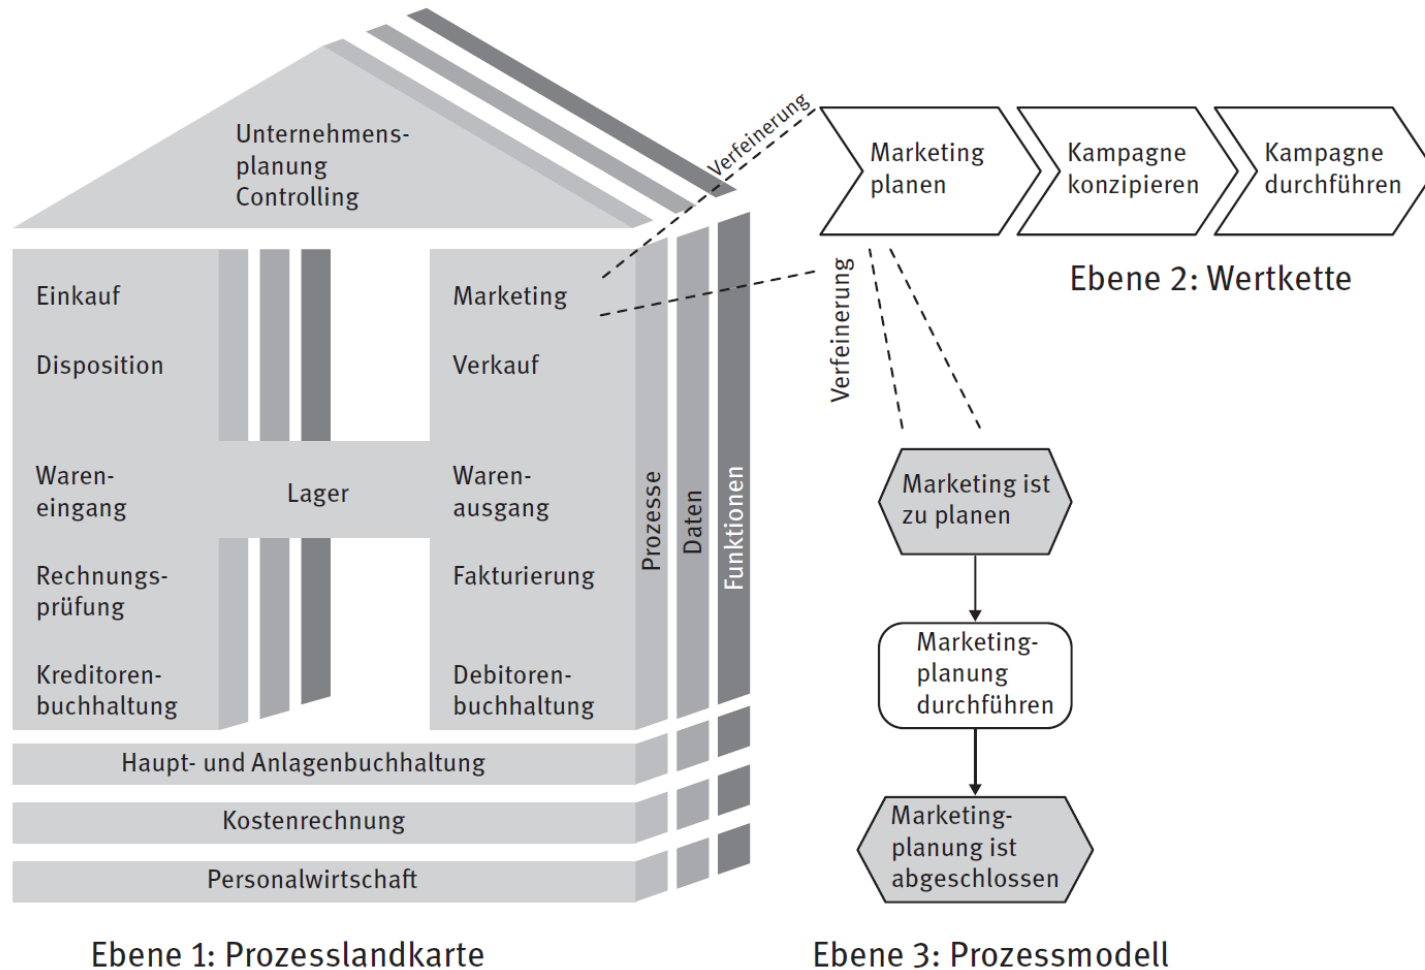 Unternehmens-
planung
Controlling
Einkauf
Disposition
Waren-
eingang
Rechnungs-
prüfung
Kreditoren-
buchhaltung
Lager
Marketing
Verkauf
Waren-
ausgang
Fakturierung
Debitoren-
buchhaltung
Prozesse
Daten
Funktionen
Haupt- und Anlagenbuchhaltung
Kostenrechnung
Personalwirtschaft
Ebene 1: Prozesslandkarte
Verfeinerung
Marketing
planen
Kampagne
konzipieren
Kampagne
durchführen
Ebene 2: Wertkette
Verfeinerung
Marketing ist
zu planen
Marketing-
planung
durchführen
Marketing-
planung ist
abgeschlossen
Ebene 3: Prozessmodell